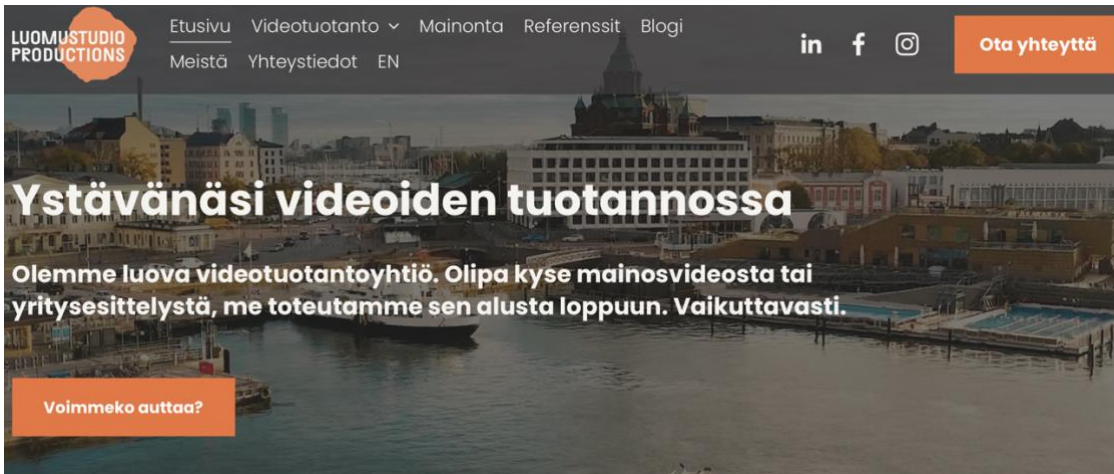 LUOMUSTUDIO
PRODUCTIONS
Etusivu Videotuotanto Mainonta Referenssit Blogi
Meistä Yhteystiedot EN
in f
Ota yhteyttä
Ystävänäsi videoiden tuotannossa
Olemme luova videotuotantoyhtiö. Olipa kyse mainosvideosta tai
yritysesittelystä, me toteutamme sen alusta loppuun. Vaikuttavasti.
Voimmeko auttaa?